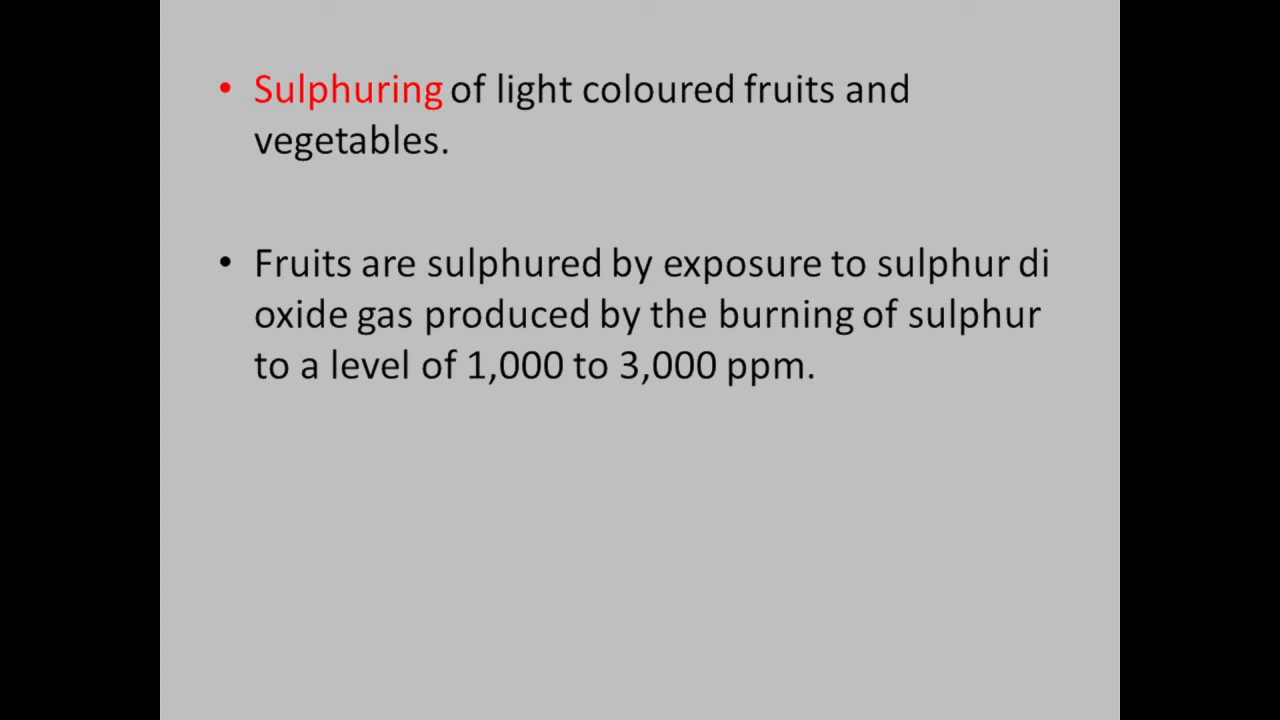 • Sulphuring of light coloured fruits and
vegetables.
• Fruits are sulphured by exposure to sulphur di
oxide gas produced by the burning of sulphur
to a level of 1,000 to 3,000 ppm.